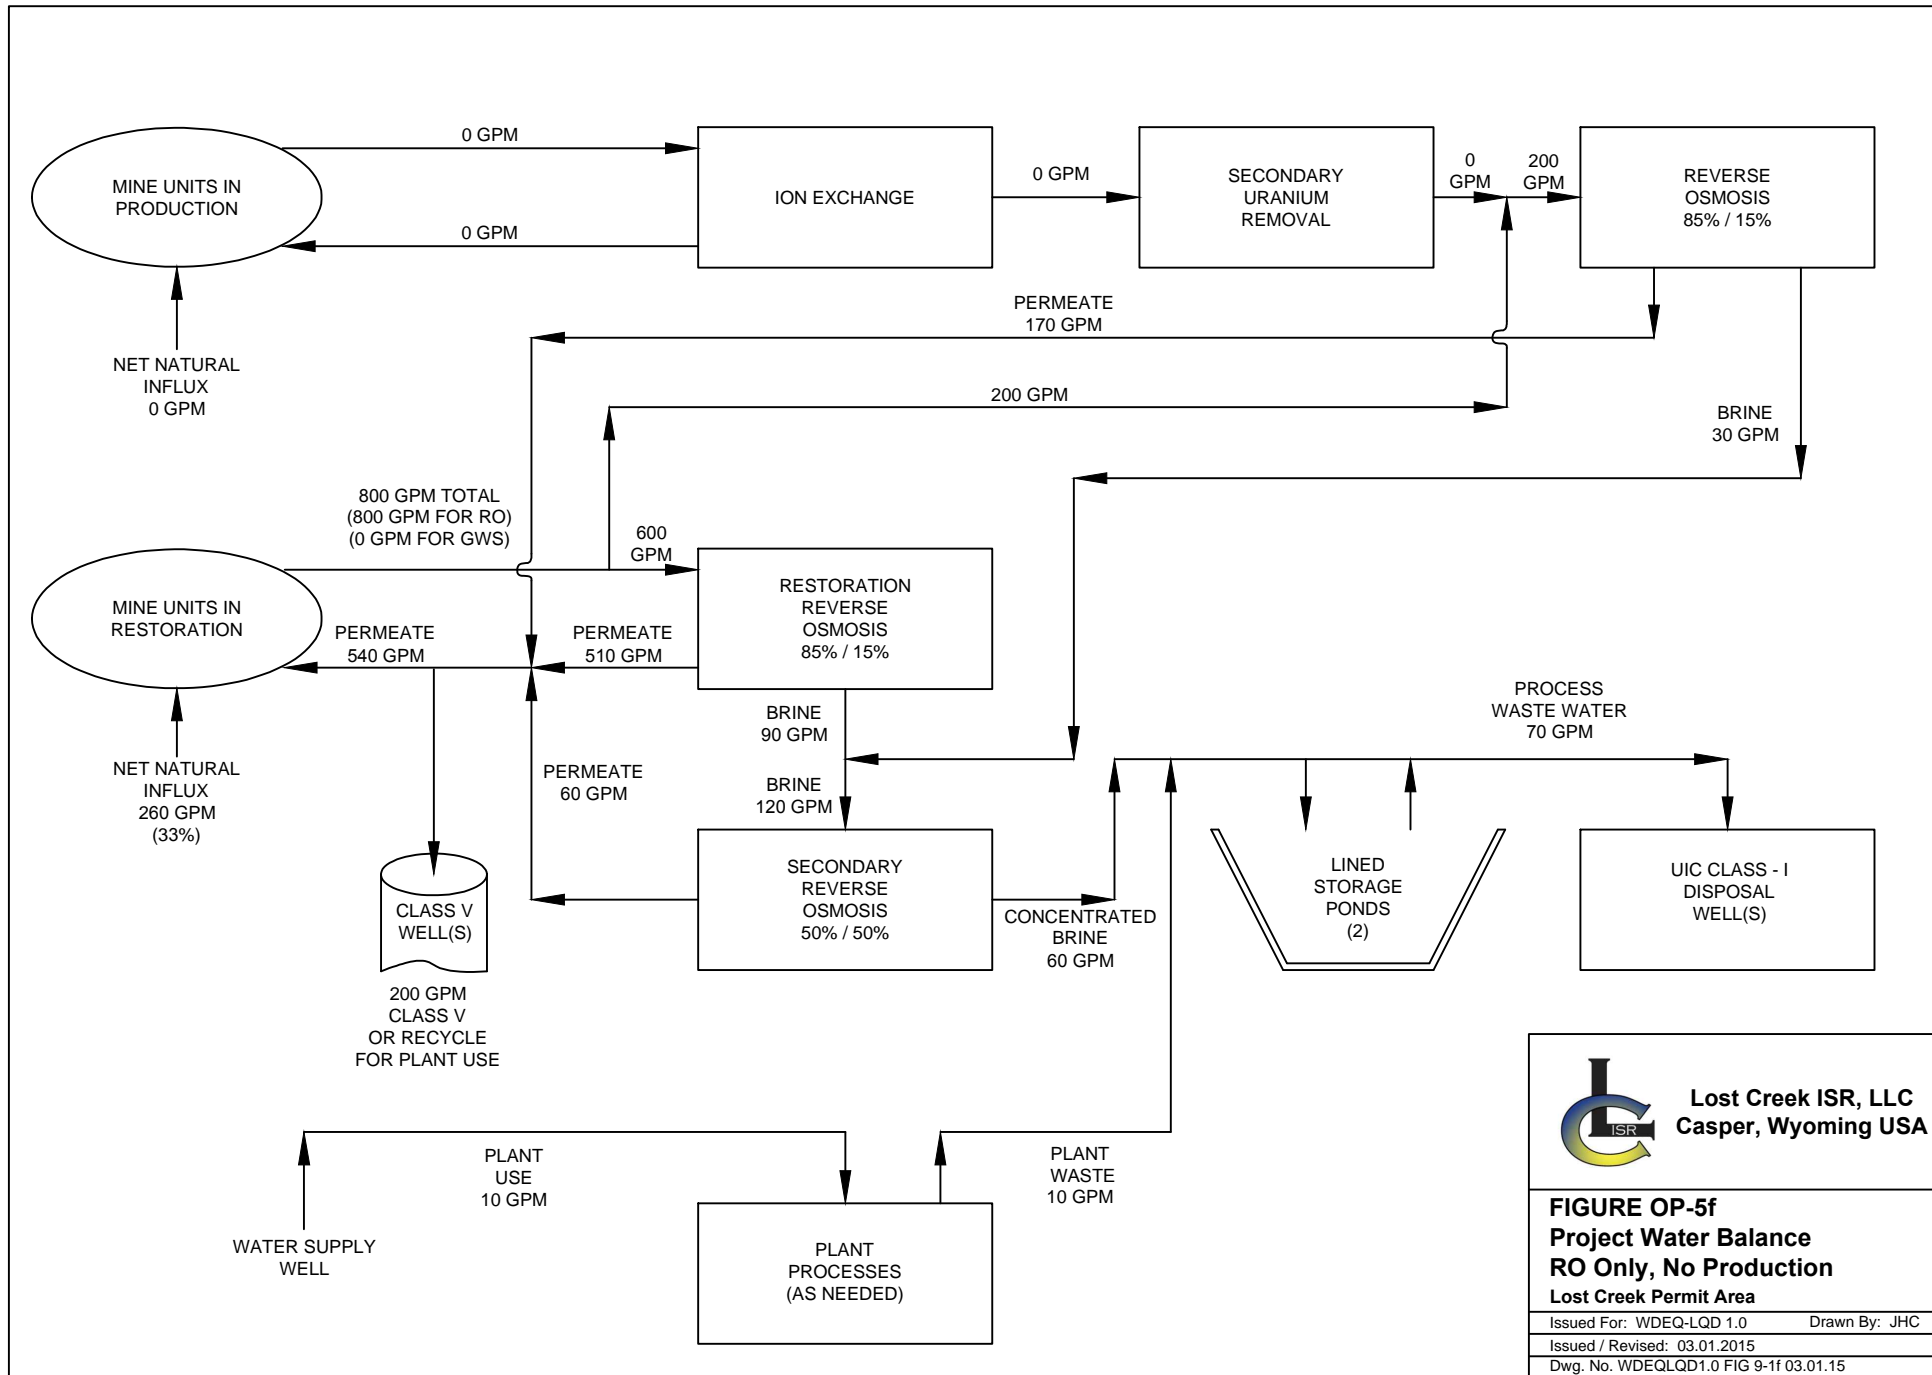 0 GPM
MINE UNITS IN
PRODUCTION
0 GPM
ION EXCHANGE
0 GPM
SECONDARY
URANIUM
REMOVAL
0
GPM
200
GPM
REVERSE
OSMOSIS
85% / 15%
NET NATURAL
INFLUX
0 GPM
PERMEATE
170 GPM
200 GPM
BRINE
30 GPM
800 GPM TOTAL
(800 GPM FOR RO)
(0 GPM FOR GWS)
600
GPM
MINE UNITS IN
RESTORATION
PERMEATE
540 GPM
PERMEATE
510 GPM
RESTORATION
REVERSE
OSMOSIS
85% / 15%
NET NATURAL
INFLUX
260 GPM
(33%)
BRINE
90 GPM
BRINE
120 GPM
PERMEATE
60 GPM
PROCESS
WASTE WATER
70 GPM
CLASS V
WELL(S)
200 GPM
CLASS V
OR RECYCLE
FOR PLANT USE
SECONDARY
REVERSE
OSMOSIS
50% / 50%
CONCENTRATED
BRINE
60 GPM
LINED
STORAGE
PONDS
(2)
UIC CLASS - I
DISPOSAL
WELL(S)
WATER SUPPLY
WELL
PLANT
USE
10 GPM
PLANT
PROCESSES
(AS NEEDED)
PLANT
WASTE
10 GPM
LC ISR
Lost Creek ISR, LLC
Casper, Wyoming USA
FIGURE OP-5f
Project Water Balance
RO Only, No Production
Lost Creek Permit Area
Issued For: WDEQ-LQD 1.0 Drawn By: JHC
Issued / Revised: 03.01.2015
Dwg. No. WDEQLQD1.0 FIG 9-1f 03.01.15